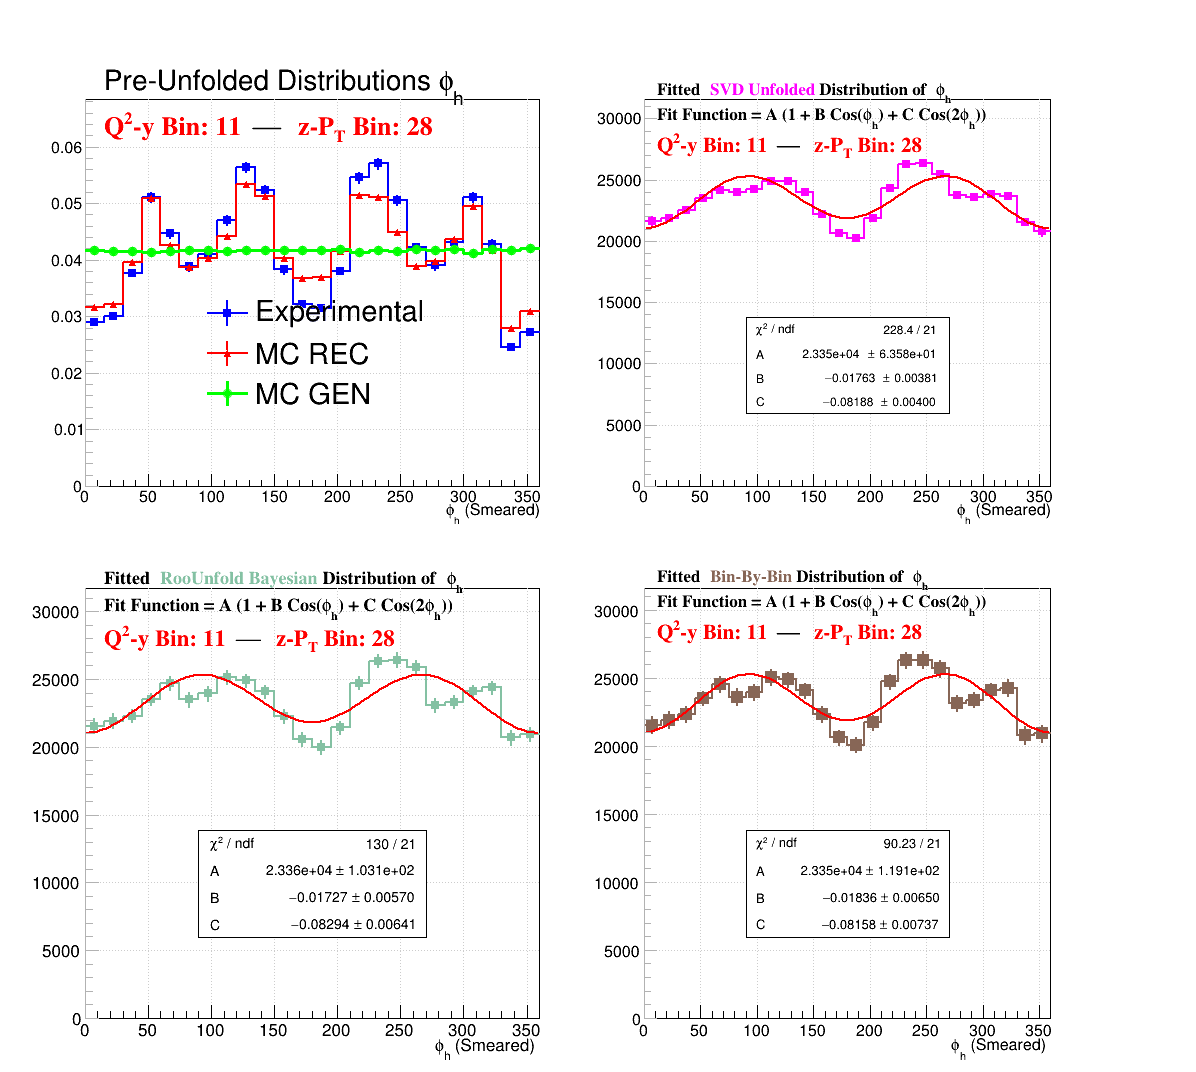 Pre-Unfolded Distributions ϕh
Q²-y Bin: 11 — z-PT Bin: 28
0.06
0.05
0.04
0.03
0.02
0.01
0
Experimental
MC REC
MC GEN
0 50 100 150 200 250 300 350
ϕh (Smeared)
Fitted SVD Unfolded Distribution of ϕh
Fit Function = A (1 + B Cos(ϕh) + C Cos(2ϕh))
Q²-y Bin: 11 — z-PT Bin: 28
30000
25000
20000
15000
10000
5000
0
χ² / ndf 228.4 / 21
A 2.335e+04 ± 6.358e+01
B −0.01763 ± 0.00381
C −0.08188 ± 0.00400
0 50 100 150 200 250 300 350
ϕh (Smeared)
Fitted RooUnfold Bayesian Distribution of ϕh
Fit Function = A (1 + B Cos(ϕh) + C Cos(2ϕh))
Q²-y Bin: 11 — z-PT Bin: 28
30000
25000
20000
15000
10000
5000
0
χ² / ndf 130 / 21
A 2.336e+04 ± 1.031e+02
B −0.01727 ± 0.00570
C −0.08294 ± 0.00641
0 50 100 150 200 250 300 350
ϕh (Smeared)
Fitted Bin-By-Bin Distribution of ϕh
Fit Function = A (1 + B Cos(ϕh) + C Cos(2ϕh))
Q²-y Bin: 11 — z-PT Bin: 28
30000
25000
20000
15000
10000
5000
0
χ² / ndf 90.23 / 21
A 2.335e+04 ± 1.191e+02
B −0.01836 ± 0.00650
C −0.08158 ± 0.00737
0 50 100 150 200 250 300 350
ϕh (Smeared)